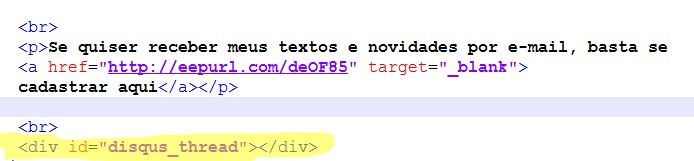 <br>
<p>Se quiser receber meus textos e novidades por e-mail, basta se
<a href="http://eepurl.com/deOF85" target="_blank">
cadastrar aqui</a></p>
<br>
<div id="disqus_thread"></div>